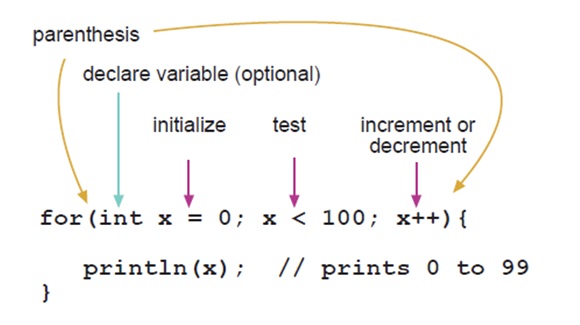 parenthesis
declare variable (optional)
initialize
test
increment or
decrement
for(int x = 0; x < 100; x++){
println(x);  // prints 0 to 99
}